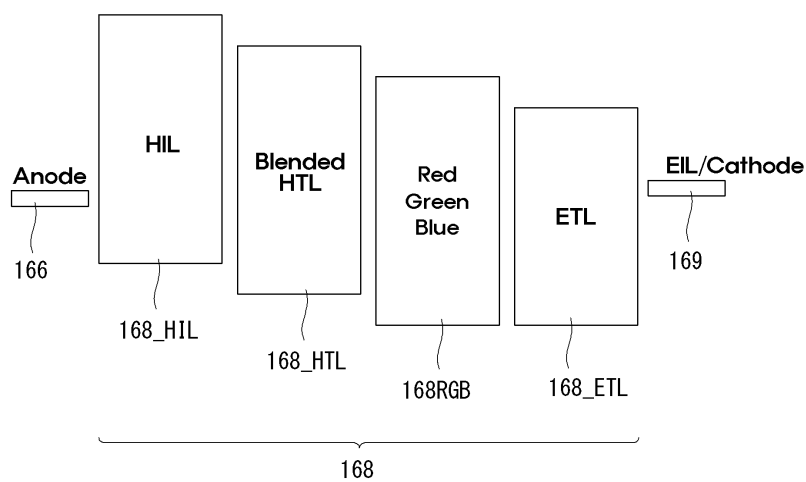 HIL
Blended
HTL
Red
Green
Blue
ETL
Anode
EIL/Cathode
166
169
168_HIL
168_HTL
168RGB
168_ETL
168